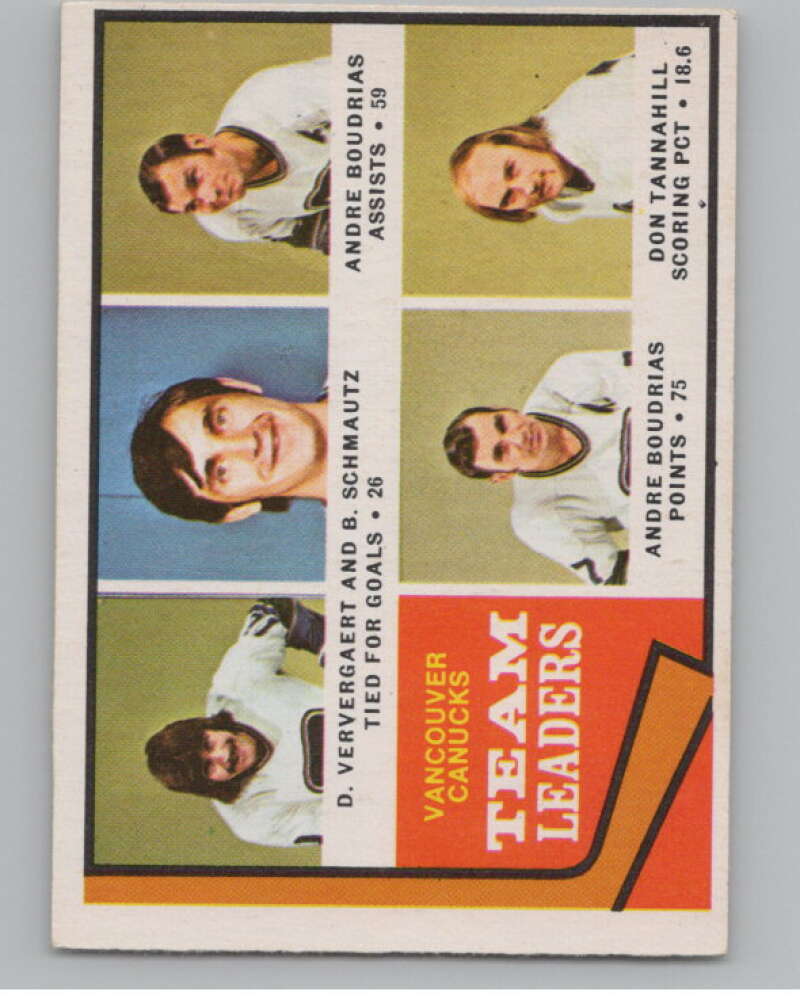 D. VERVERGAERT AND B. SCHMAUTZ
TIED FOR GOALS • 26
ANDRE BOUDRIAS
ASSISTS • 59
VANCOUVER
CANUCKS
TEAM
LEADERS
ANDRE BOUDRIAS
POINTS • 75
DON TANNAHILL
SCORING PCT • 18.6